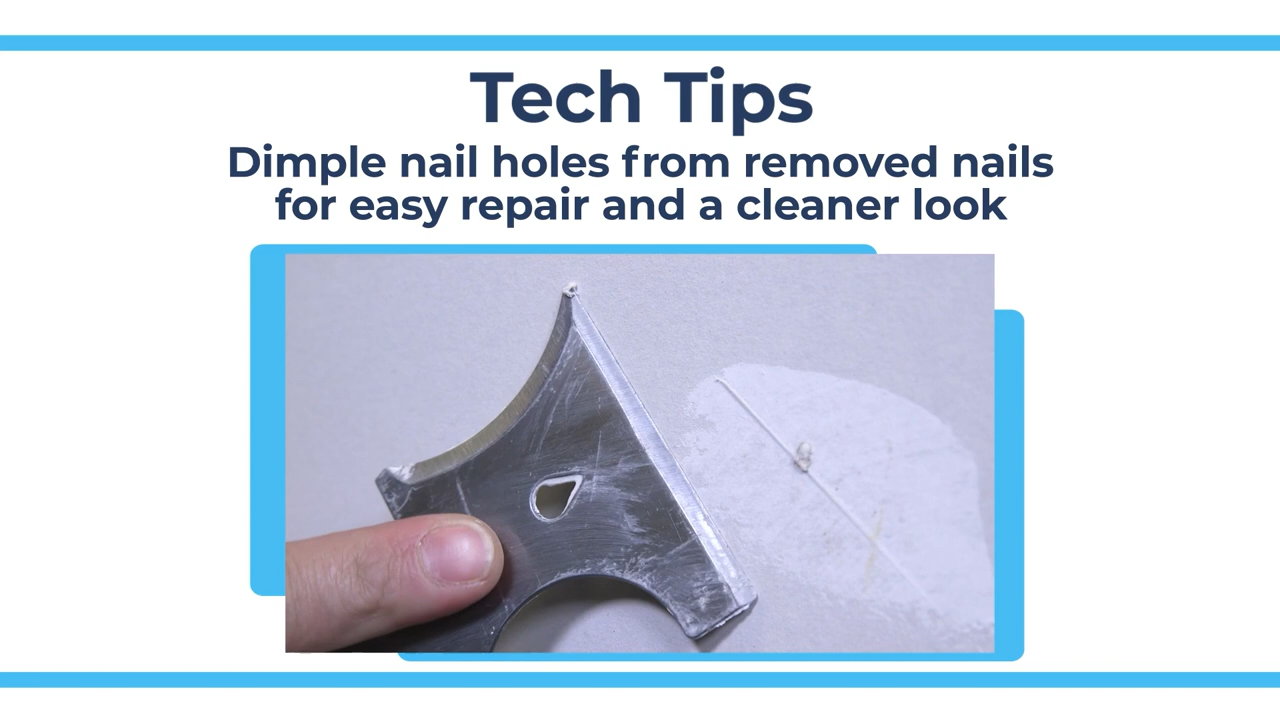 Tech Tips
Dimple nail holes from removed nails
for easy repair and a cleaner look